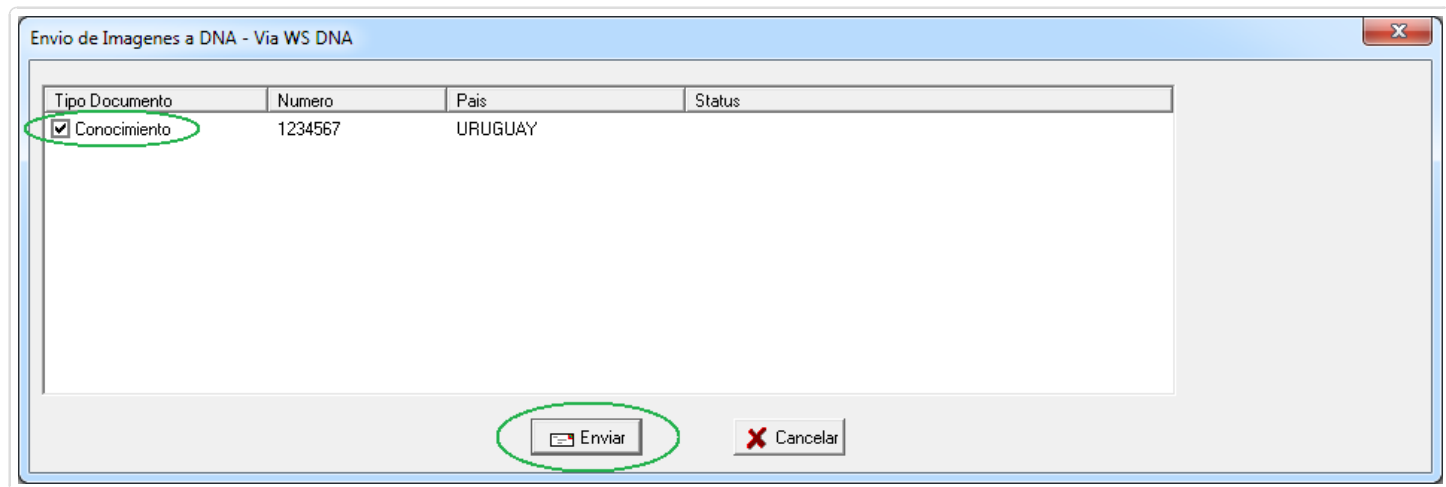 Envio de Imagenes a DNA - Via WS DNA
Tipo Documento Numero Pais Status
Conocimiento 1234567 URUGUAY
Enviar Cancelar